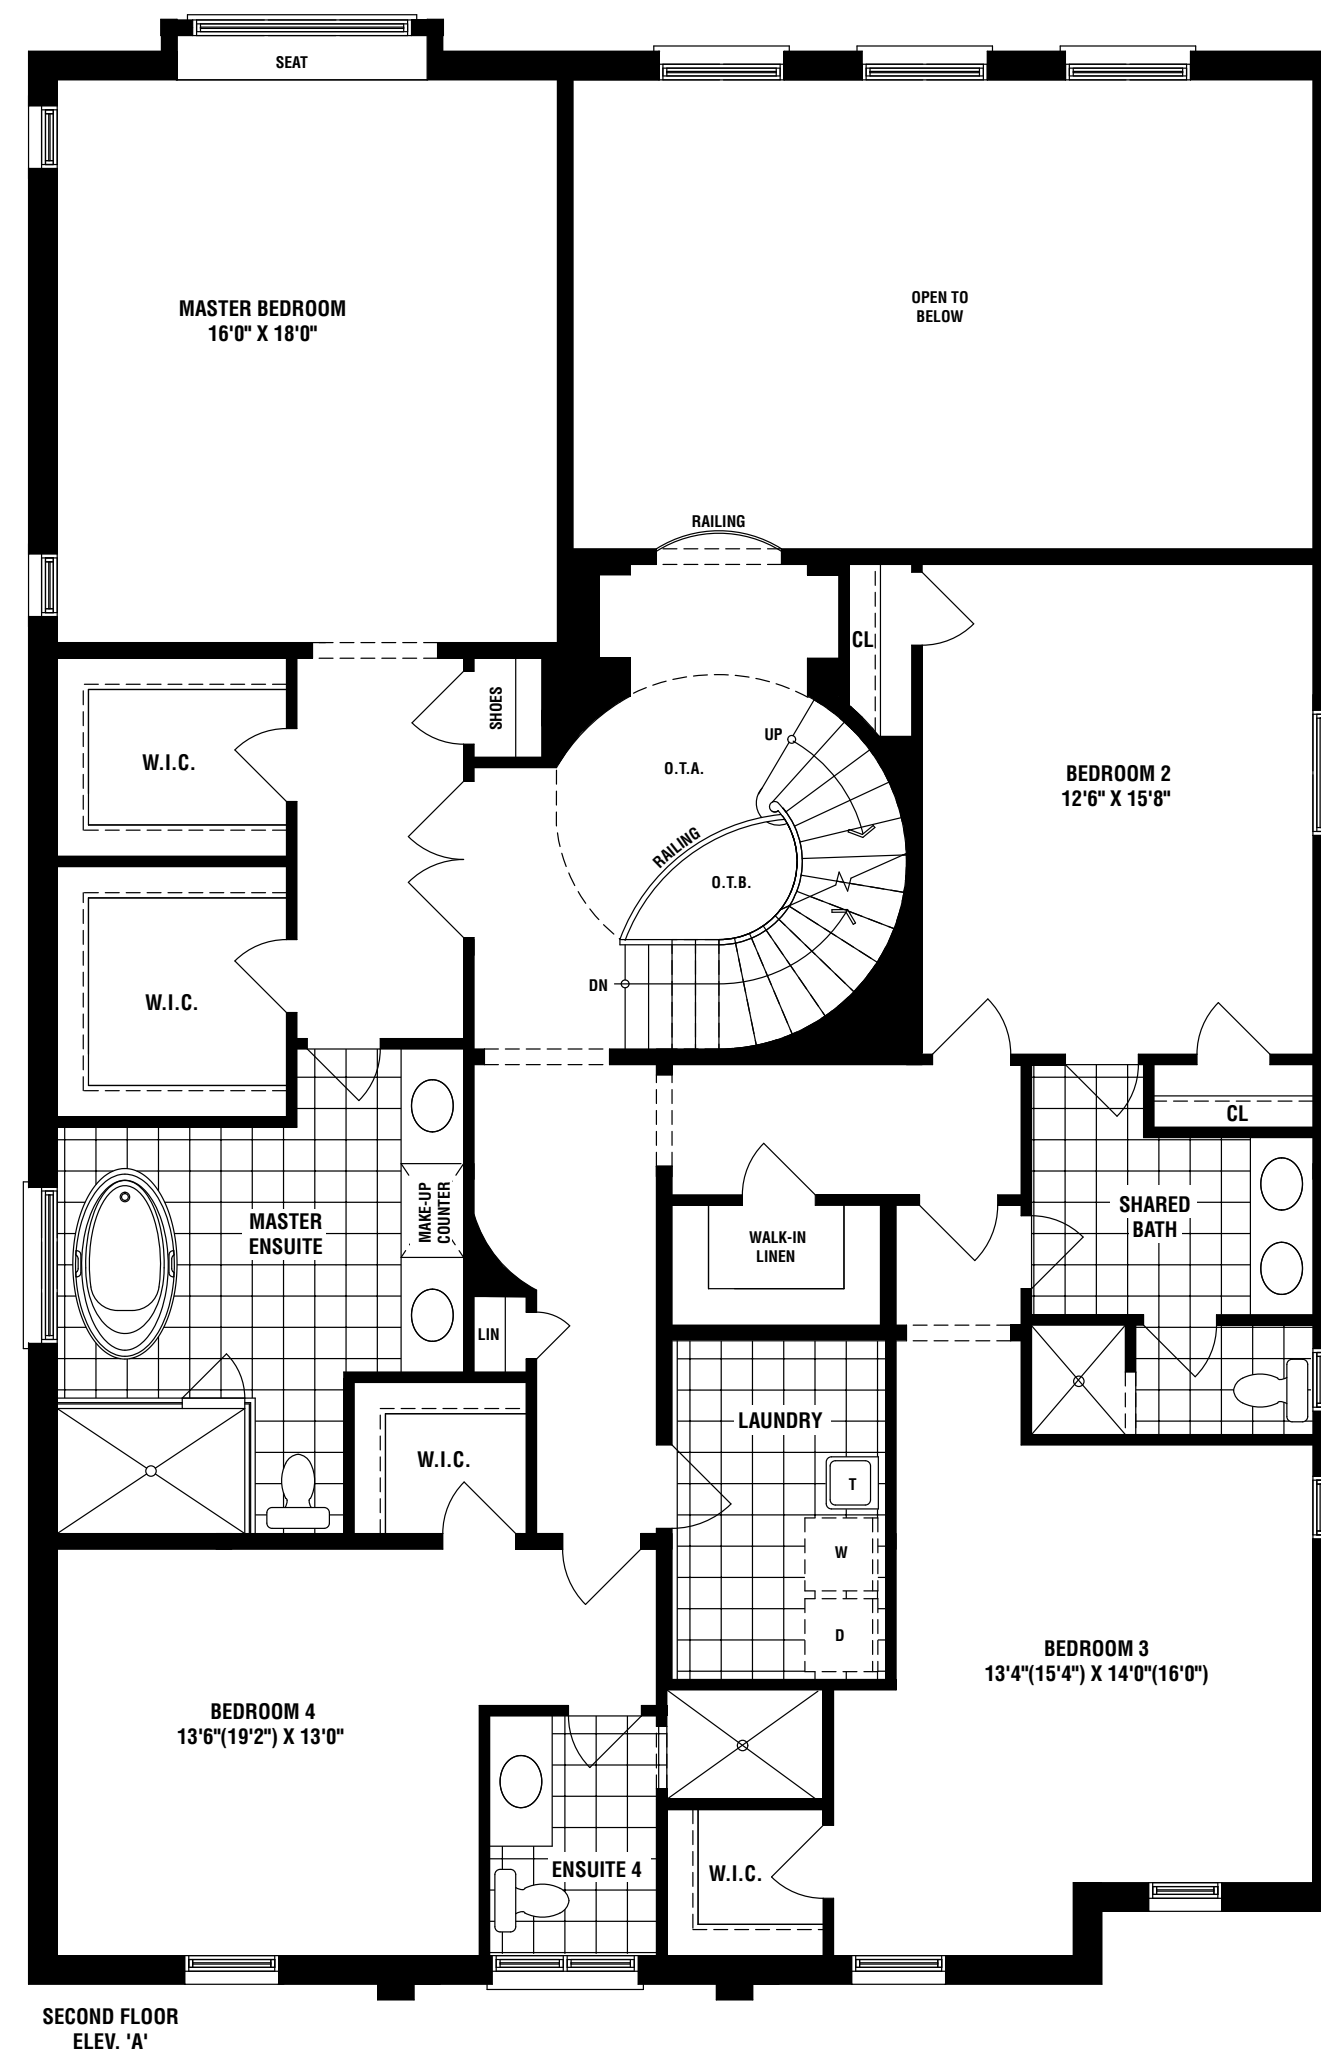 SEAT
MASTER BEDROOM
16'0" X 18'0"
OPEN TO
BELOW
RAILING
CL
SHOES
UP
W.I.C.
O.T.A.
BEDROOM 2
12'6" X 15'8"
RAILING
O.T.B.
DN
W.I.C.
CL
MAKE-UP
COUNTER
MASTER
ENSUITE
SHARED
BATH
WALK-IN
LINEN
LIN
LAUNDRY
W.I.C.
T
W
D
BEDROOM 3
13'4"(15'4") X 14'0"(16'0")
BEDROOM 4
13'6"(19'2") X 13'0"
ENSUITE 4
W.I.C.
SECOND FLOOR
ELEV. 'A'